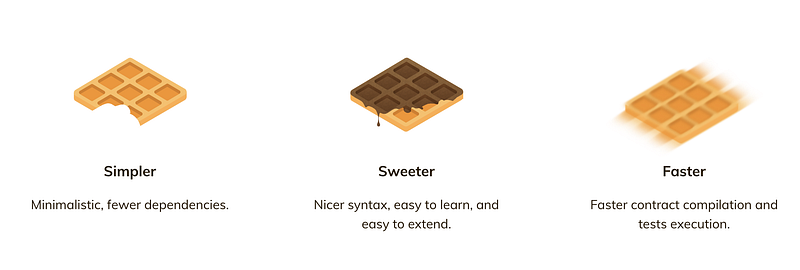 Simpler
Minimalistic, fewer dependencies.
Sweeter
Nicer syntax, easy to learn, and
easy to extend.
Faster
Faster contract compilation and
tests execution.